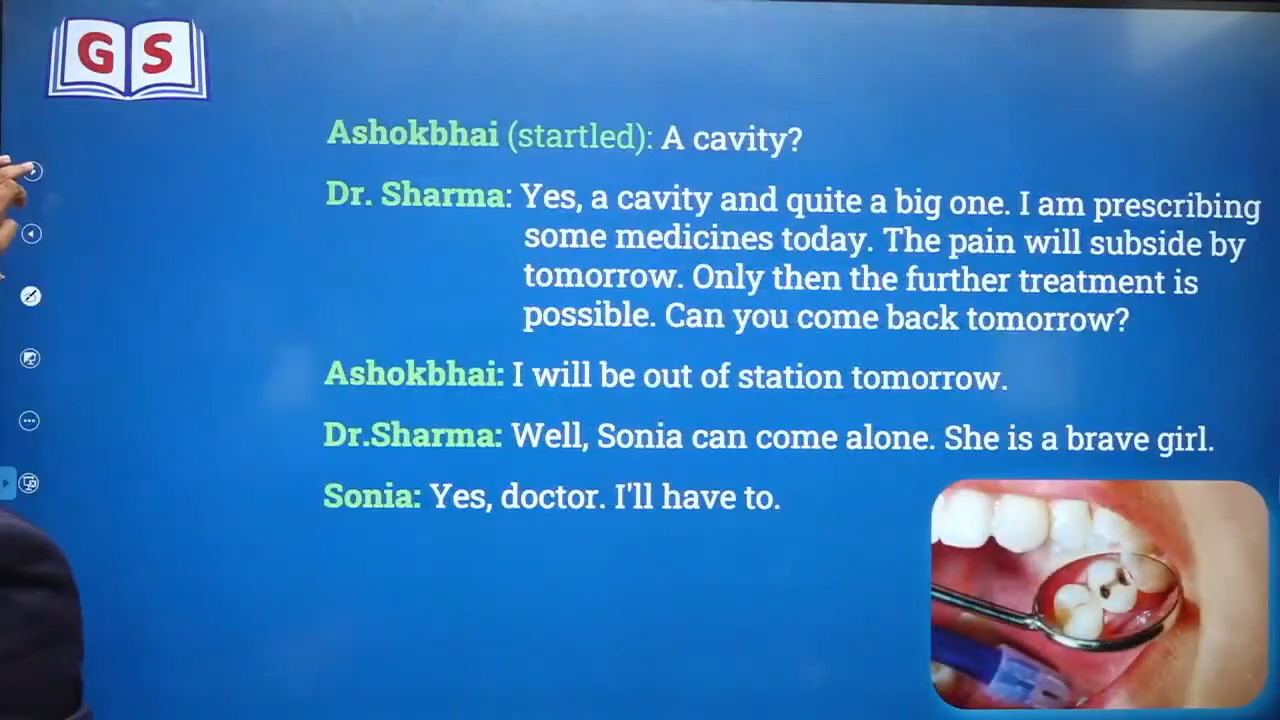 G S
Ashokbhai (startled): A cavity?
Dr. Sharma: Yes, a cavity and quite a big one. I am prescribing
some medicines today. The pain will subside by
tomorrow. Only then the further treatment is
possible. Can you come back tomorrow?
Ashokbhai: I will be out of station tomorrow.
Dr.Sharma: Well, Sonia can come alone. She is a brave girl.
Sonia: Yes, doctor. I'll have to.